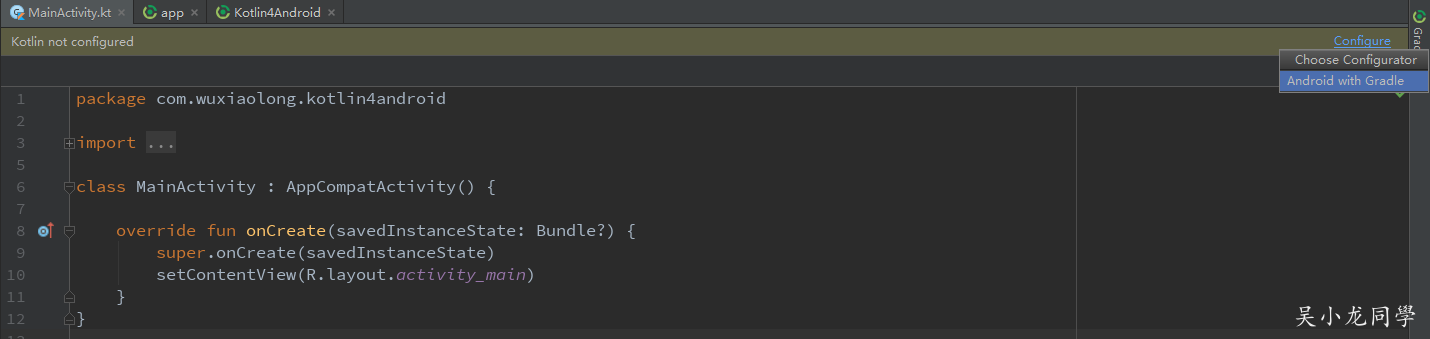 MainActivity.kt × app × Kotlin4Android ×
Kotlin not configured Configure
Choose Configurator
Android with Gradle
1 package com.wuxiaolong.kotlin4android
2
3 import ...
5
6 class MainActivity : AppCompatActivity() {
7
8 override fun onCreate(savedInstanceState: Bundle?) {
9 super.onCreate(savedInstanceState)
10 setContentView(R.layout.activity_main)
11 }
12 }
吴小龙同學